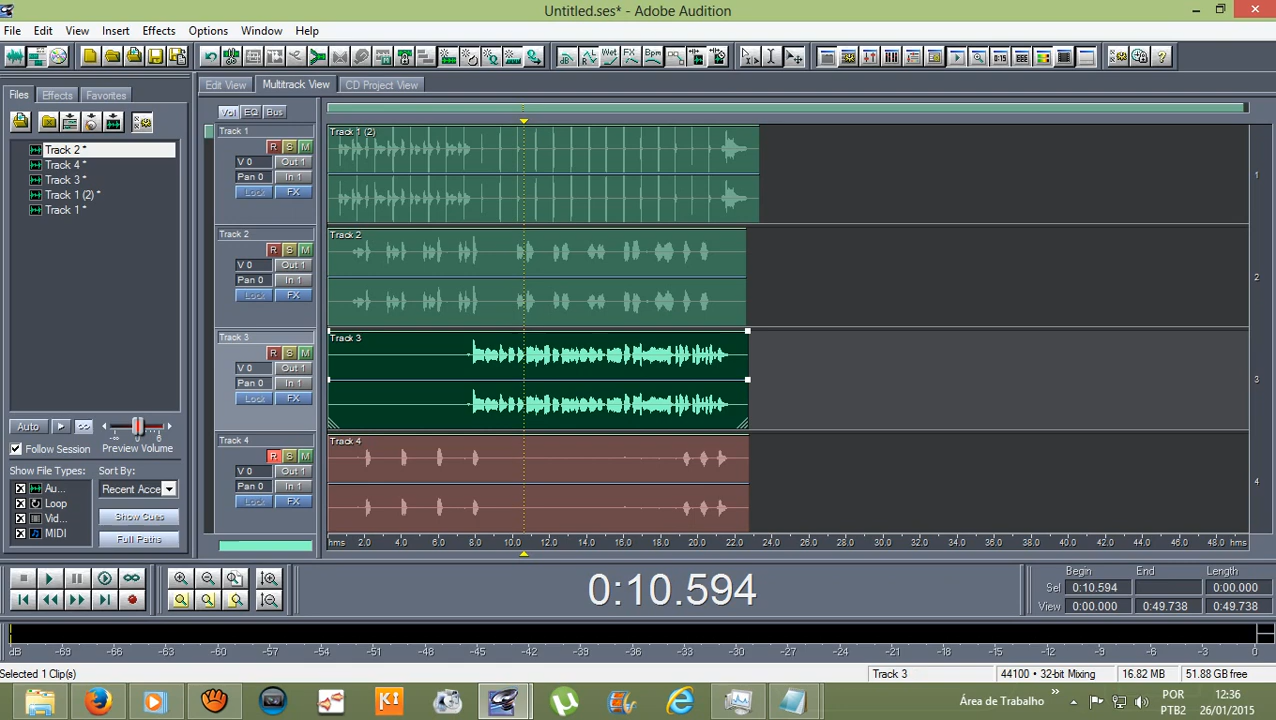 Untitled.ses* - Adobe Audition
File Edit View Insert Effects Options Window Help
Edit View Multitrack View CD Project View
Files Effects Favorites
Vol EQ Bus
Track 2 *
Track 4 *
Track 3 *
Track 1 (2) *
Track 1 *
Auto
Follow Session
-∞ 0 6
Preview Volume
Show File Types:
Au...
Loop
Vid...
MIDI
Sort By:
Recent Acce
Show Cues
Full Paths
Track 1
R S M
V 0 Out 1
Pan 0 In 1
Lock FX
Track 1 (2)
1
Track 2
R S M
V 0 Out 1
Pan 0 In 1
Lock FX
Track 2
2
Track 3
R S M
V 0 Out 1
Pan 0 In 1
Lock FX
Track 3
3
Track 4
R S M
V 0 Out 1
Pan 0 In 1
Lock FX
Track 4
4
hms 2.0 4.0 6.0 8.0 10.0 12.0 14.0 16.0 18.0 20.0 22.0 24.0 26.0 28.0 30.0 32.0 34.0 36.0 38.0 40.0 42.0 44.0 46.0 48.0 hms
0:10.594
Begin End Length
Sel 0:10.594 0:00.000
View 0:00.000 0:49.738 0:49.738
dB -69 -66 -63 -60 -57 -54 -51 -48 -45 -42 -39 -36 -33 -30 -27 -24 -21 -18 -15 -12 -9 -6 -3 0
Selected 1 Clip(s) Track 3 44100 • 32-bit Mixing 16.82 MB 51.88 GB free
Área de Trabalho
POR
PTB2
12:36
26/01/2015